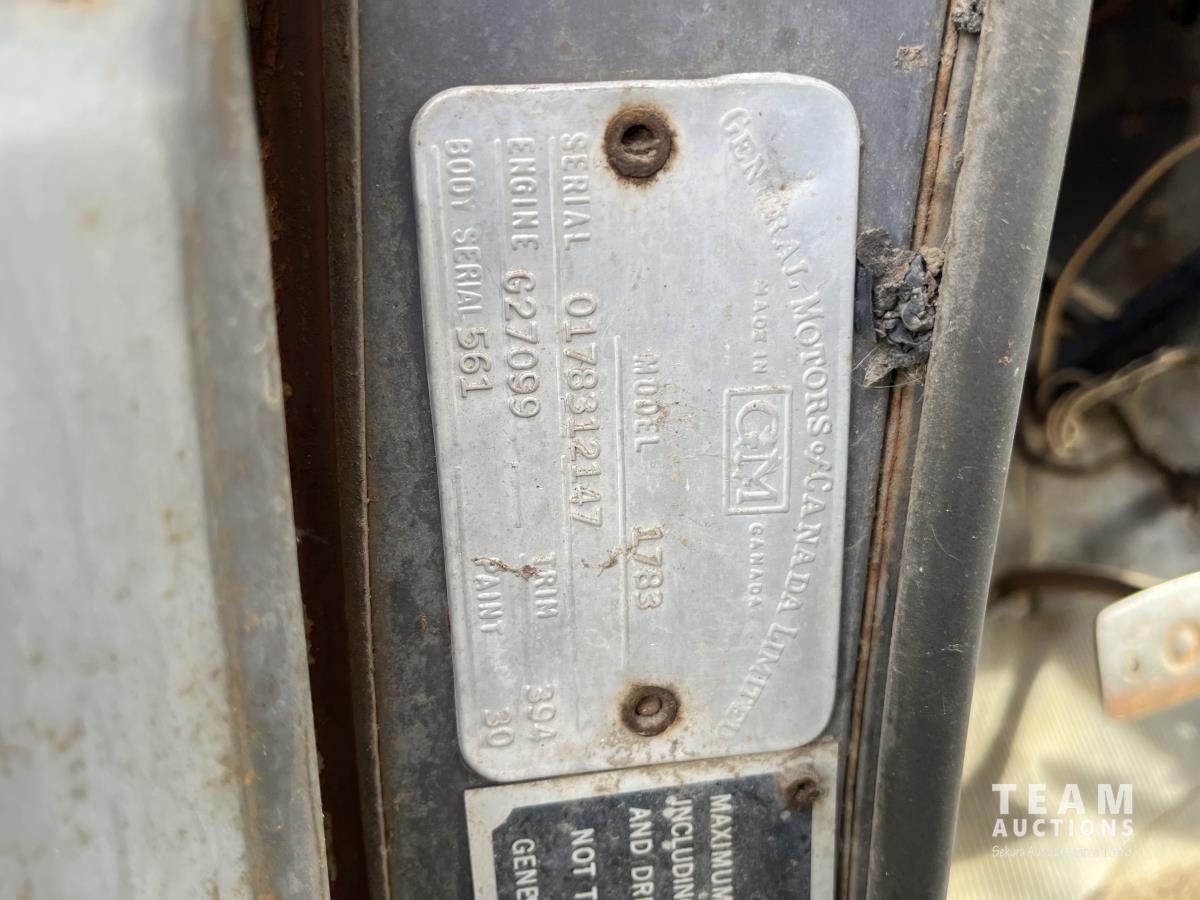 GENERAL MOTORS of CANADA LIMITED
MADE IN GM CANADA
MODEL 1783
SERIAL 0178312147
ENGINE G27099 TRIM 394
BODY SERIAL 561 PAINT 30
MAXIMUM
INCLUDING
AND DRI
NOT T
GENE
TEAM
AUCTIONS